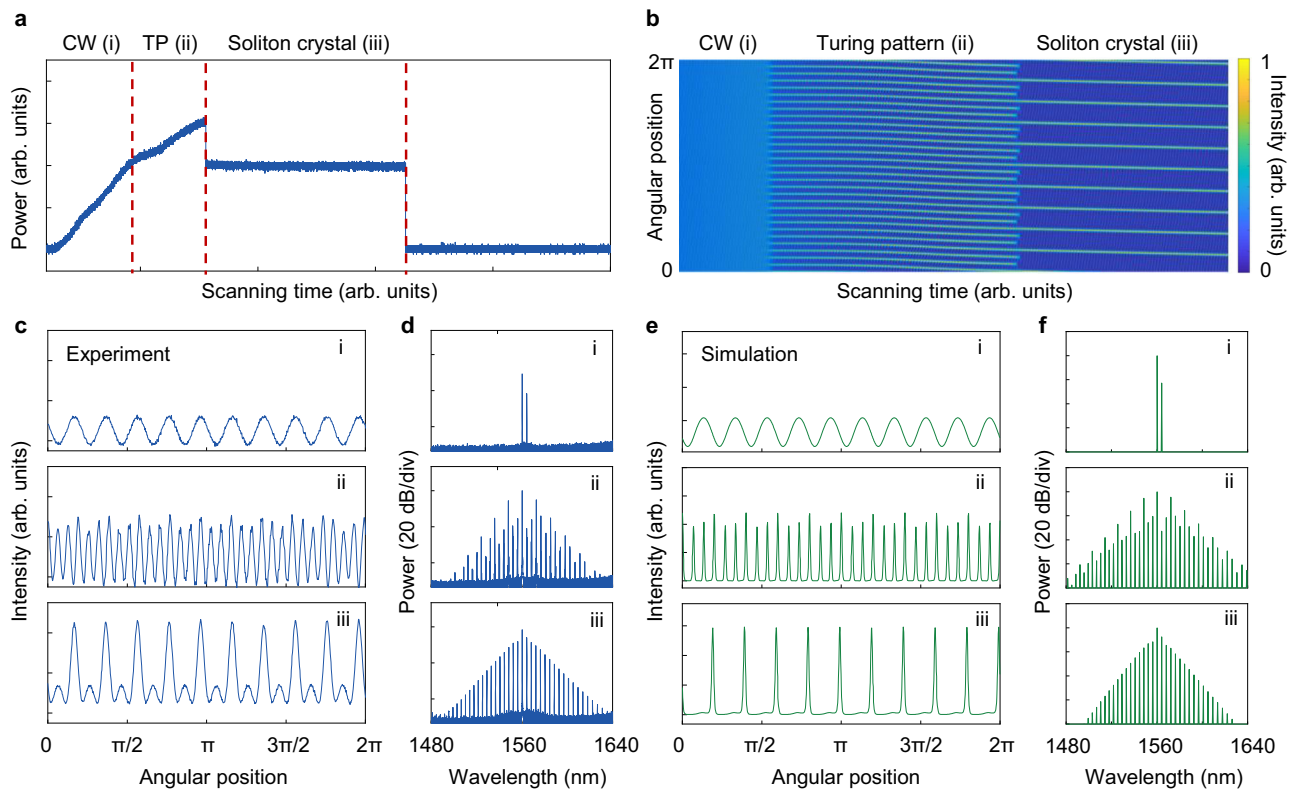 a
CW (i) TP (ii) Soliton crystal (iii)
Power (arb. units)
Scanning time (arb. units)
b
CW (i) Turing pattern (ii) Soliton crystal (iii)
2π
0
Angular position
Scanning time (arb. units)
1
0
Intensity (arb. units)
c
Experiment
i
ii
iii
Intensity (arb. units)
0 π/2 π 3π/2 2π
Angular position
d
i
ii
iii
Power (20 dB/div)
1480 1560 1640
Wavelength (nm)
e
Simulation
i
ii
iii
Intensity (arb. units)
0 π/2 π 3π/2 2π
Angular position
f
i
ii
iii
Power (20 dB/div)
1480 1560 1640
Wavelength (nm)